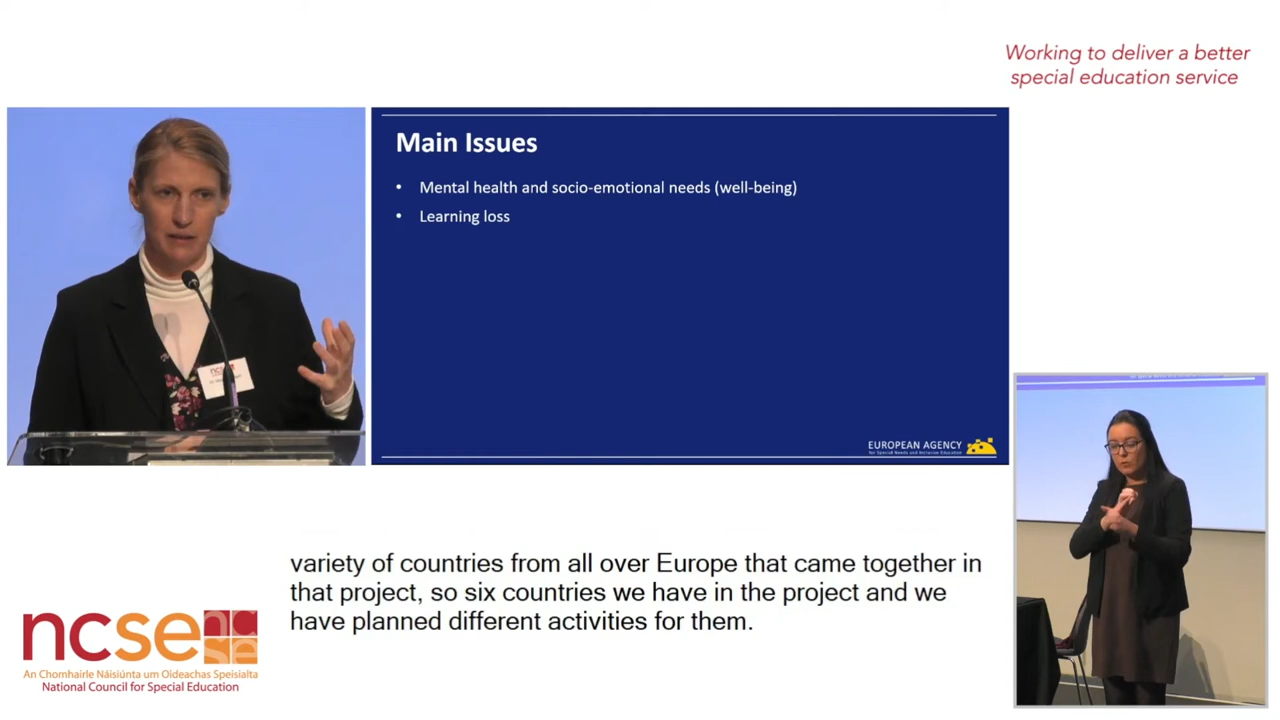 Working to deliver a better
special education service
Main Issues
• Mental health and socio-emotional needs (well-being)
• Learning loss
EUROPEAN AGENCY
for Special Needs and Inclusive Education
ncse
variety of countries from all over Europe that came together in
that project, so six countries we have in the project and we
have planned different activities for them.
ncse
nc
se
An Chomhairle Náisiúnta um Oideachas Speisialta
National Council for Special Education